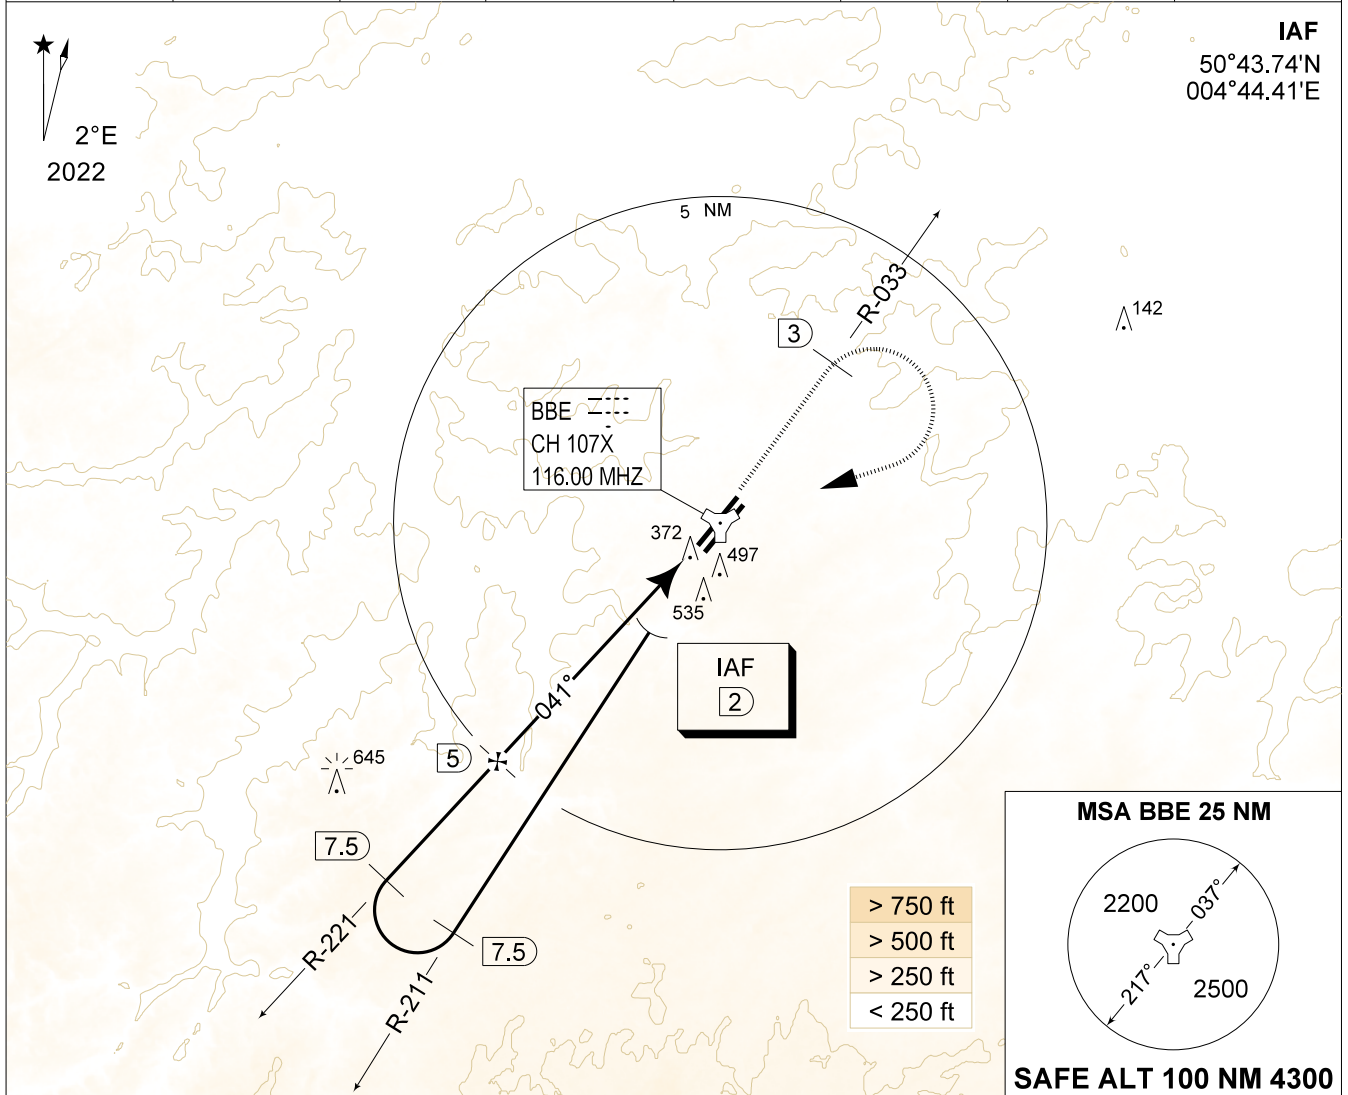 IAF
50°43.74'N
004°44.41'E
2°E
2022
5 NM
R-033
142
3
BBE
CH 107X
116.00 MHZ
372
497
535
IAF
2
041°
5
645
7.5
7.5
R-221
R-211
> 750 ft
> 500 ft
> 250 ft
< 250 ft
MSA BBE 25 NM
2200
037°
217°
2500
SAFE ALT 100 NM 4300